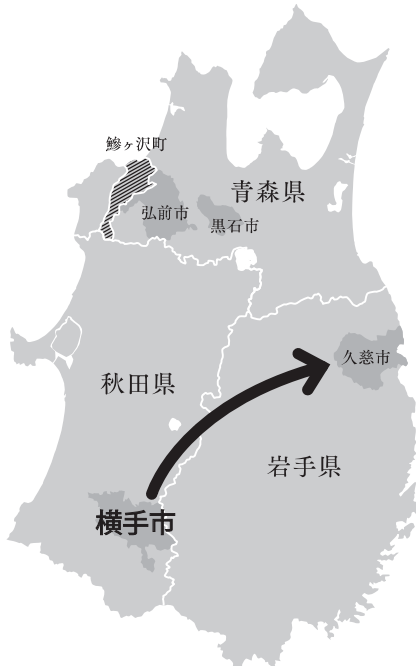 鰺ヶ沢町
青森県
弘前市
黒石市
久慈市
秋田県
岩手県
横手市